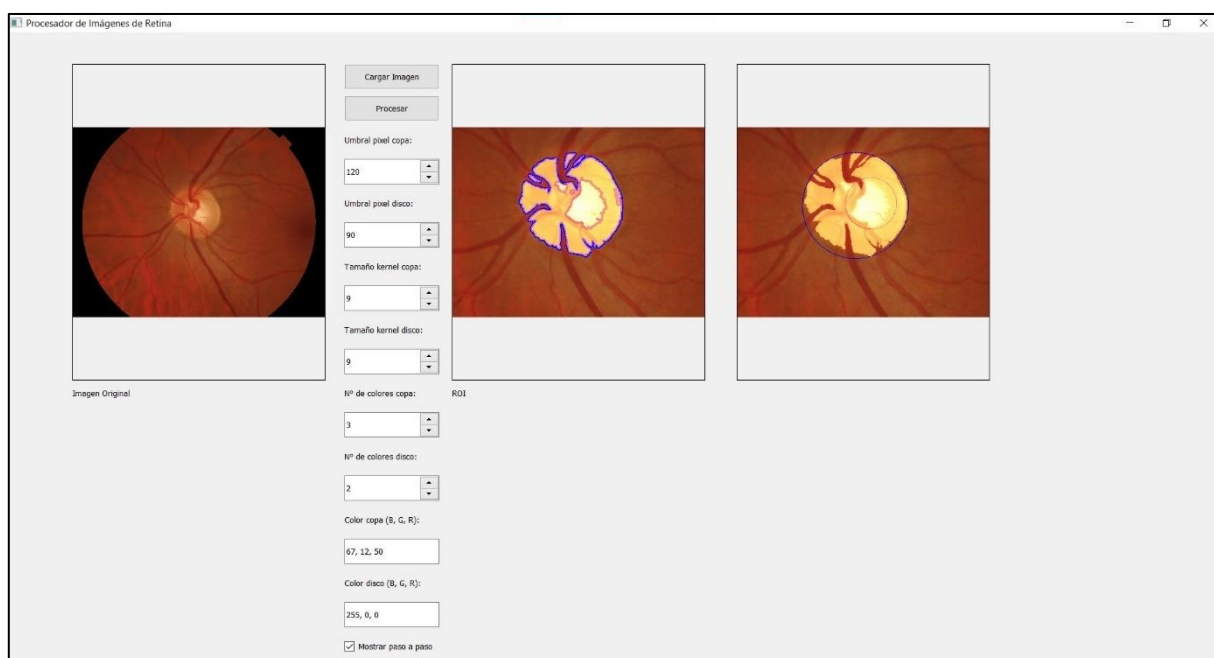 Procesador de Imágenes de Retina
Cargar Imagen
Procesar
Umbral pixel copa:
120
Umbral pixel disco:
90
Tamaño kernel copa:
9
Tamaño kernel disco:
9
Nº de colores copa:
3
Nº de colores disco:
2
Color copa (B, G, R):
67, 12, 50
Color disco (B, G, R):
255, 0, 0
Mostrar paso a paso
Imagen Original
ROI